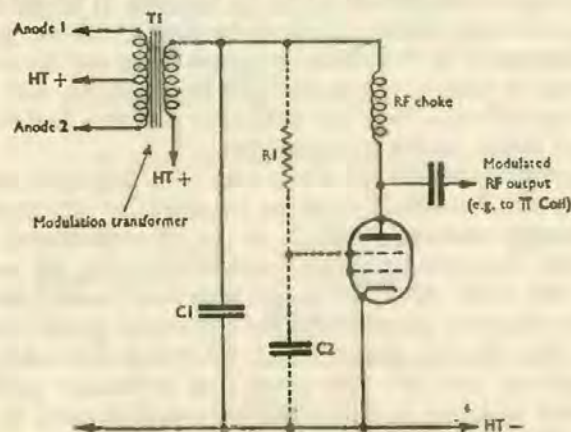 T1
Anode 1
HT +
Anode 2
HT +
Modulation transformer
RF choke
R1
Modulated
RF output
(e.g. to π Coil)
C1
C2
HT −